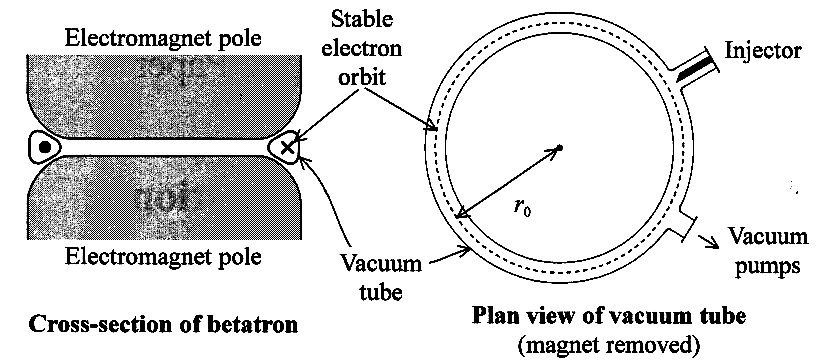 Electromagnet pole
Stable
electron
orbit
Injector
r₀
Electromagnet pole
Vacuum
tube
Vacuum
pumps
Cross-section of betatron
Plan view of vacuum tube
(magnet removed)